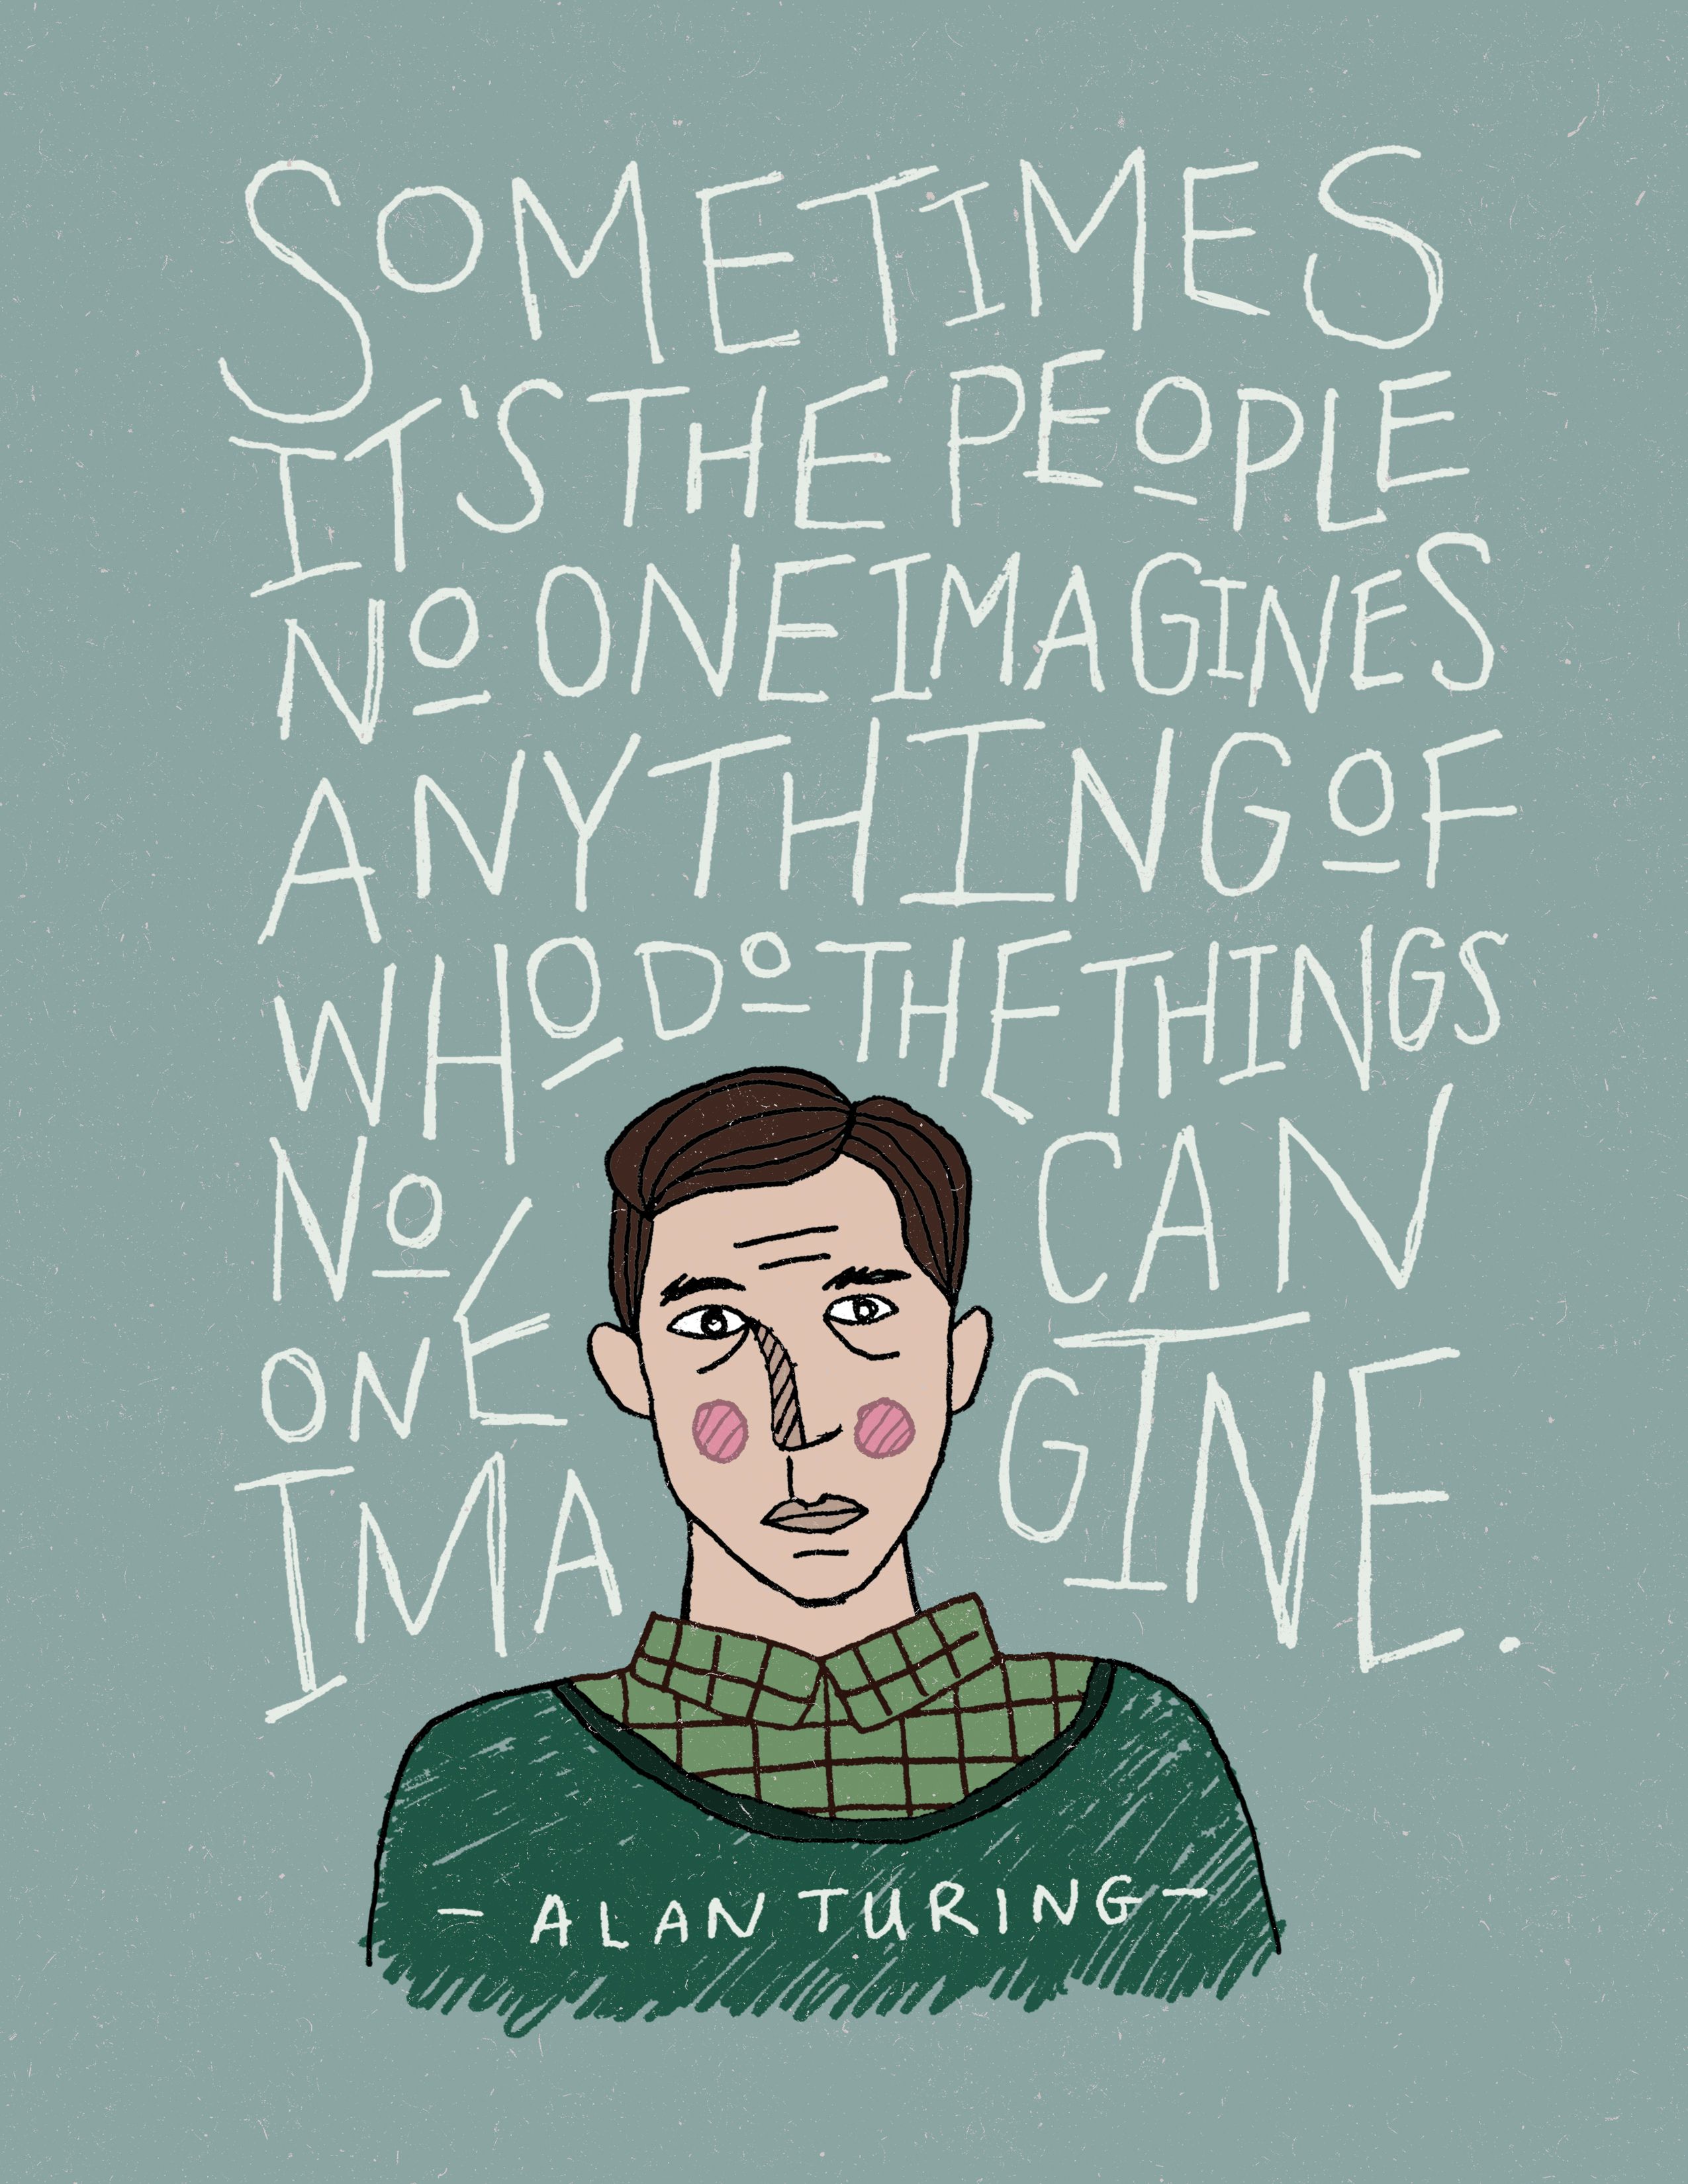 SOMETIMES
IT'S THE PEOPLE
NO ONE IMAGINES
ANYTHING OF
WHO DO THE THINGS
NO CAN
ONE
IMAGINE.
- ALAN TURING -